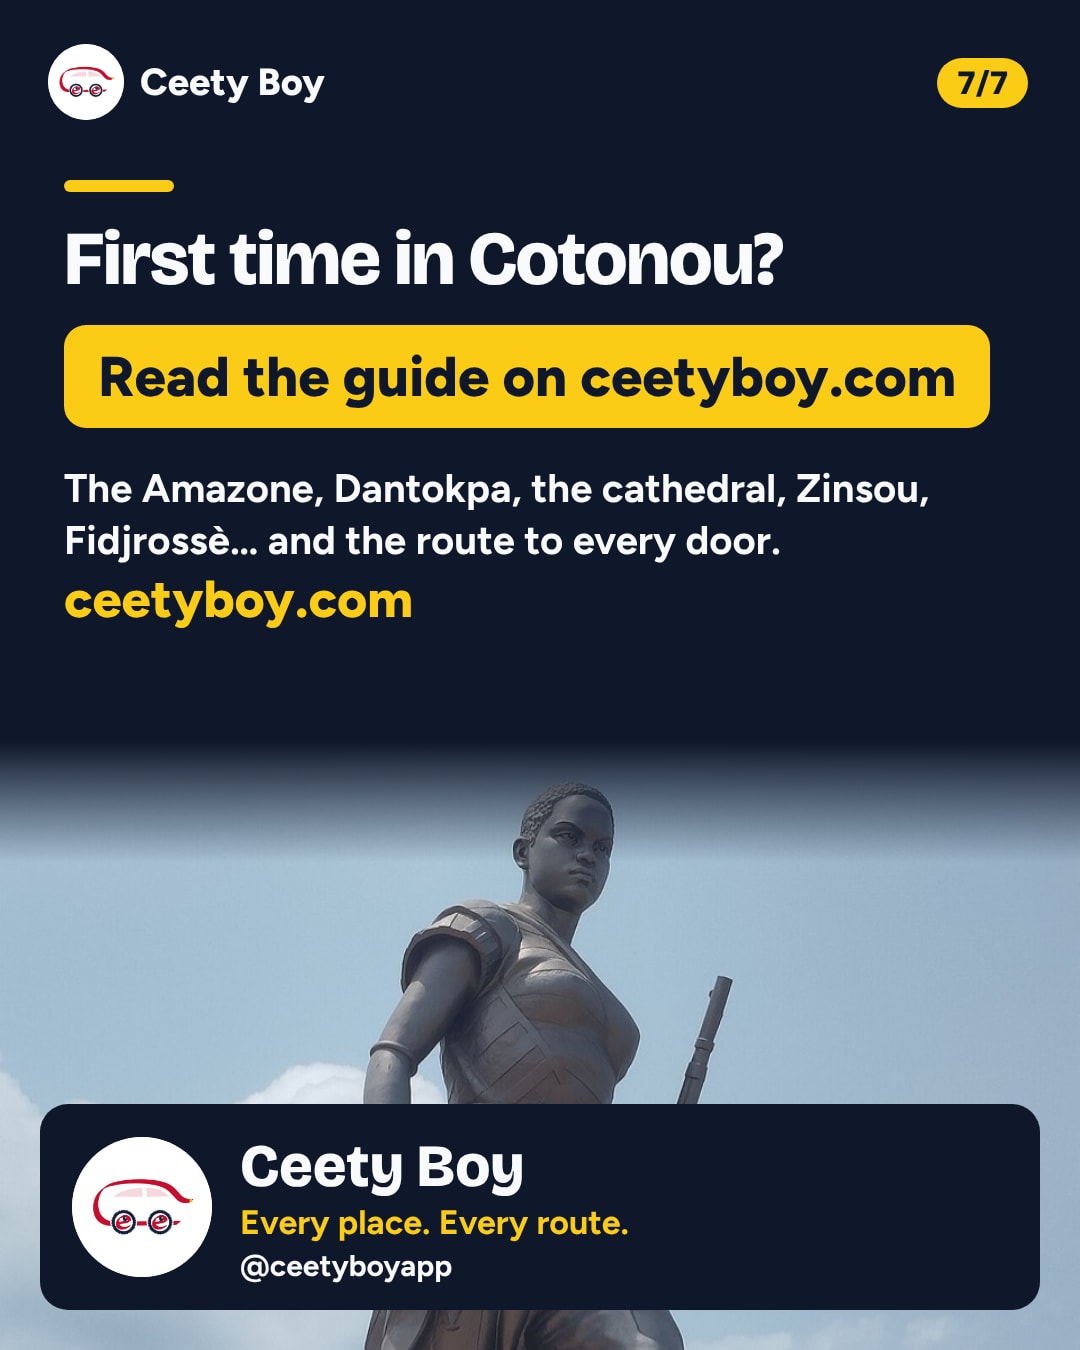 Ceety Boy
7/7
First time in Cotonou?
Read the guide on ceetyboy.com
The Amazone, Dantokpa, the cathedral, Zinsou,
Fidjrossè... and the route to every door.
ceetyboy.com
Ceety Boy
Every place. Every route.
@ceetyboyapp